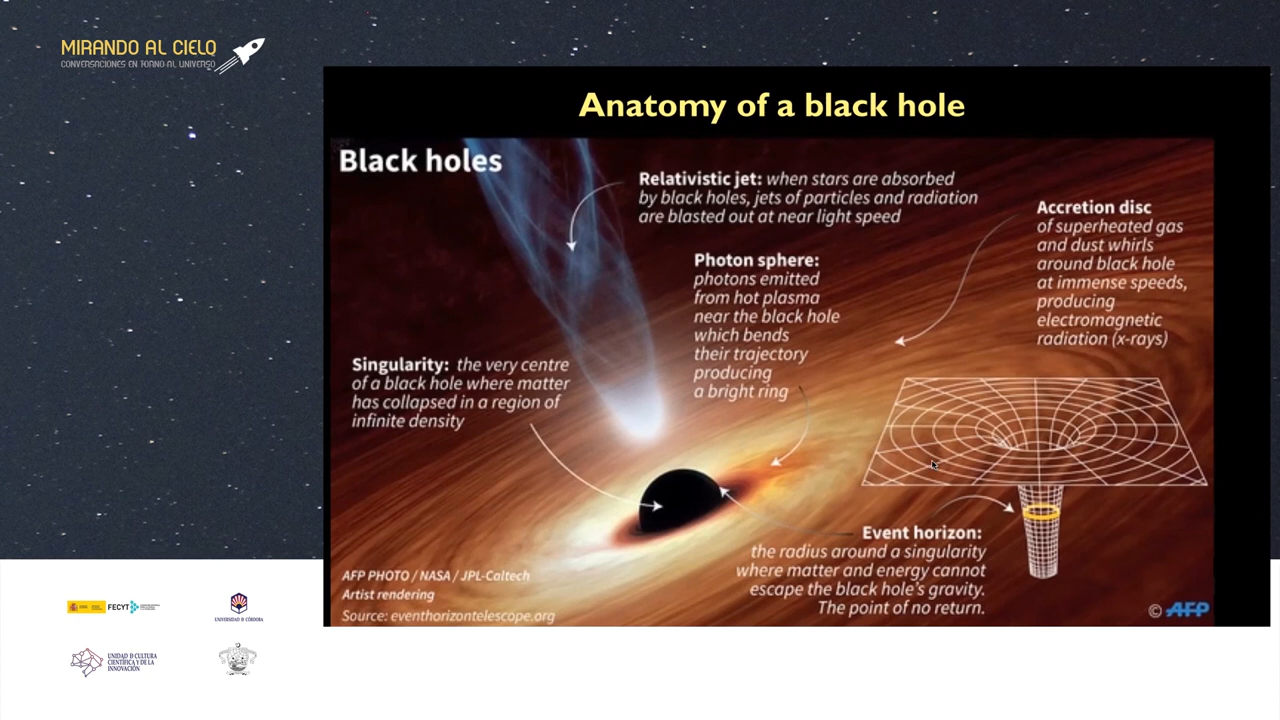 MIRANDO AL CIELO
CONVERSACIONES EN TORNO AL UNIVERSO
Anatomy of a black hole
Black holes
Relativistic jet: when stars are absorbed
by black holes, jets of particles and radiation
are blasted out at near light speed
Accretion disc
of superheated gas
and dust whirls
around black hole
at immense speeds,
producing
electromagnetic
radiation (x-rays)
Photon sphere:
photons emitted
from hot plasma
near the black hole
which bends
their trajectory
producing
a bright ring
Singularity: the very centre
of a black hole where matter
has collapsed in a region of
infinite density
Event horizon:
the radius around a singularity
where matter and energy cannot
escape the black hole's gravity.
The point of no return.
AFP PHOTO / NASA / JPL-Caltech
Artist rendering
Source: eventhorizontelescope.org
© AFP
FECYT
UNIVERSIDAD D CÓRDOBA
UNIDAD D CULTURA
CIENTÍFICA Y DE LA
INNOVACIÓN